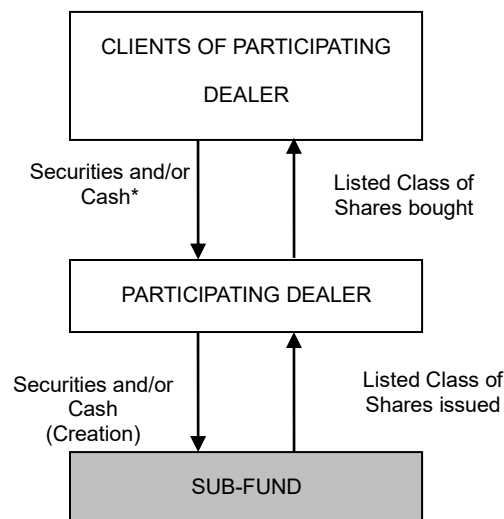 CLIENTS OF PARTICIPATING
DEALER
Securities and/or
Cash*
Listed Class of
Shares bought
PARTICIPATING DEALER
Securities and/or
Cash
(Creation)
Listed Class of
Shares issued
SUB-FUND